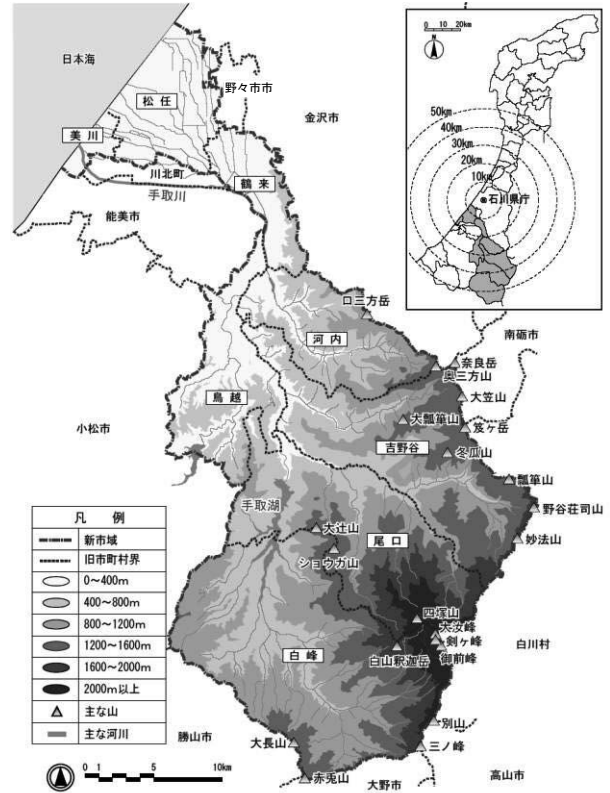 日本海
野々市市
松任
金沢市
美川
川北町
鶴来
手取川
能美市
0 10 20km
N
50km
40km
30km
20km
10km
石川県庁
口三方岳
河内
南砺市
奈良岳
奥三方山
大笠山
鳥越
大瓢箪山
笈ヶ岳
小松市
吉野谷
冬瓜山
瓢箪山
野谷荘司山
手取湖
大辻山
尾口
妙法山
ショウガ山
四塚山
大汝峰
剣ヶ峰
御前峰
白川村
白峰
白山釈迦岳
別山
勝山市
大長山
三ノ峰
赤兎山
大野市
高山市
凡例
新市域
旧市町村界
0～400m
400～800m
800～1200m
1200～1600m
1600～2000m
2000m以上
主な山
主な河川
0 1 5 10km